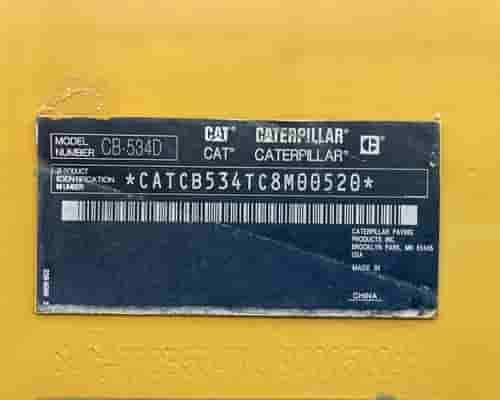 MODEL NUMBER CB-534D
CAT® CATERPILLAR®
CAT® CATERPILLAR®
PRODUCT IDENTIFICATION NUMBER *CATCB534TC8M00520*
CATERPILLAR PAVING
PRODUCTS INC.
BROOKLYN PARK, MN 55445
USA
MADE IN
CHINA